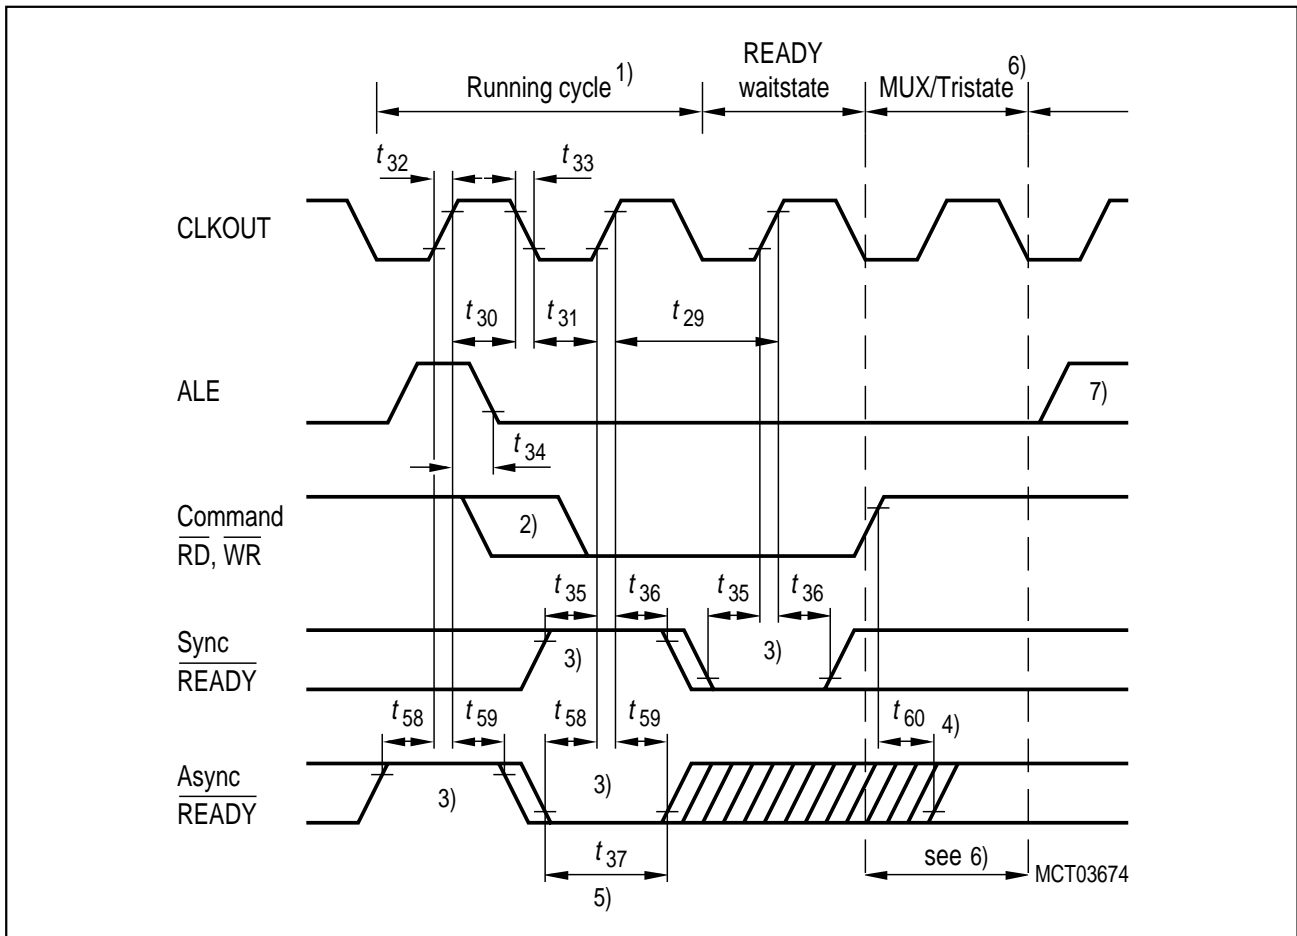 READY
Running cycle 1) waitstate MUX/Tristate 6)
t32 t33
CLKOUT
t30 t31 t29
ALE 7)
t34
Command 2)
RD, WR
t35 t36 t35 t36
Sync 3) 3)
READY
t58 t59 t58 t59 t60 4)
Async 3) 3)
READY
t37 see 6) MCT03674
5)